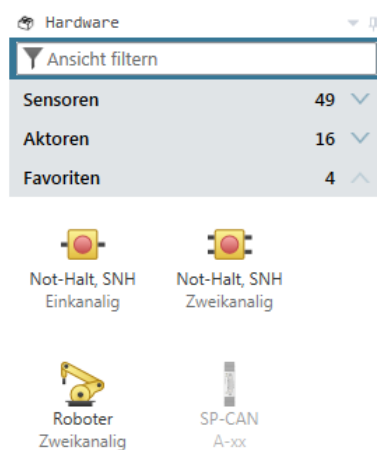 Hardware
Ansicht filtern
Sensoren 49
Aktoren 16
Favoriten 4
Not-Halt, SNH Not-Halt, SNH
Einkanalig Zweikanalig
Roboter SP-CAN
Zweikanalig A-xx